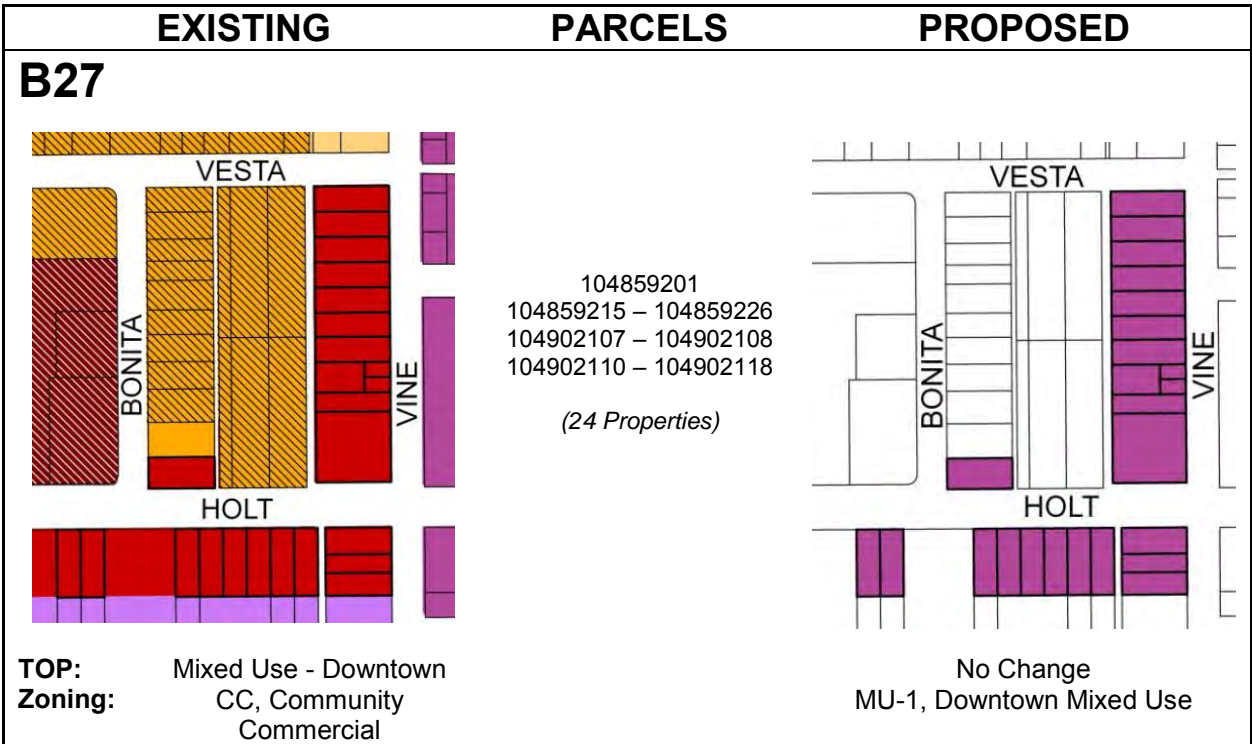 EXISTING PARCELS PROPOSED
B27
VESTA
BONITA
VINE
HOLT
104859201
104859215 – 104859226
104902107 – 104902108
104902110 – 104902118
(24 Properties)
VESTA
BONITA
VINE
HOLT
TOP: Mixed Use - Downtown No Change
Zoning: CC, Community MU-1, Downtown Mixed Use
Commercial